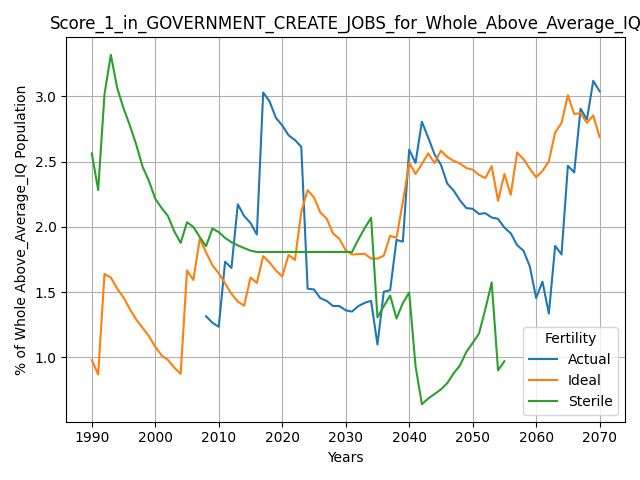 Score_1_in_GOVERNMENT_CREATE_JOBS_for_Whole_Above_Average_IQ
% of Whole Above_Average_IQ Population
3.0
2.5
2.0
1.5
1.0
1990
2000
2010
2020
2030
2040
2050
2060
2070
Years
Fertility
Actual
Ideal
Sterile